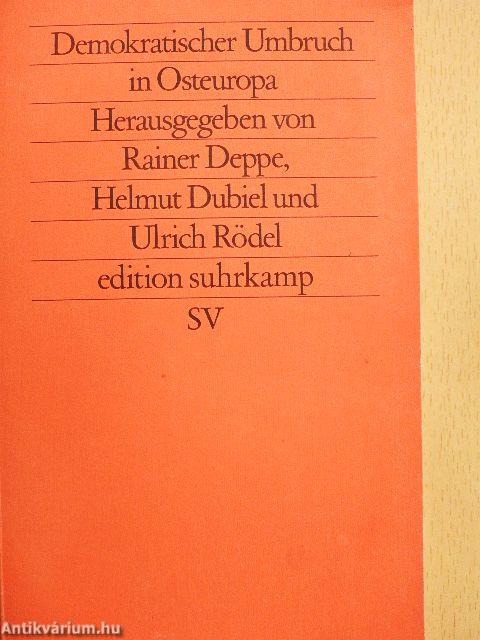 Demokratischer Umbruch
in Osteuropa
Herausgegeben von
Rainer Deppe,
Helmut Dubiel und
Ulrich Rödel
edition suhrkamp
SV
Antikvárium.hu